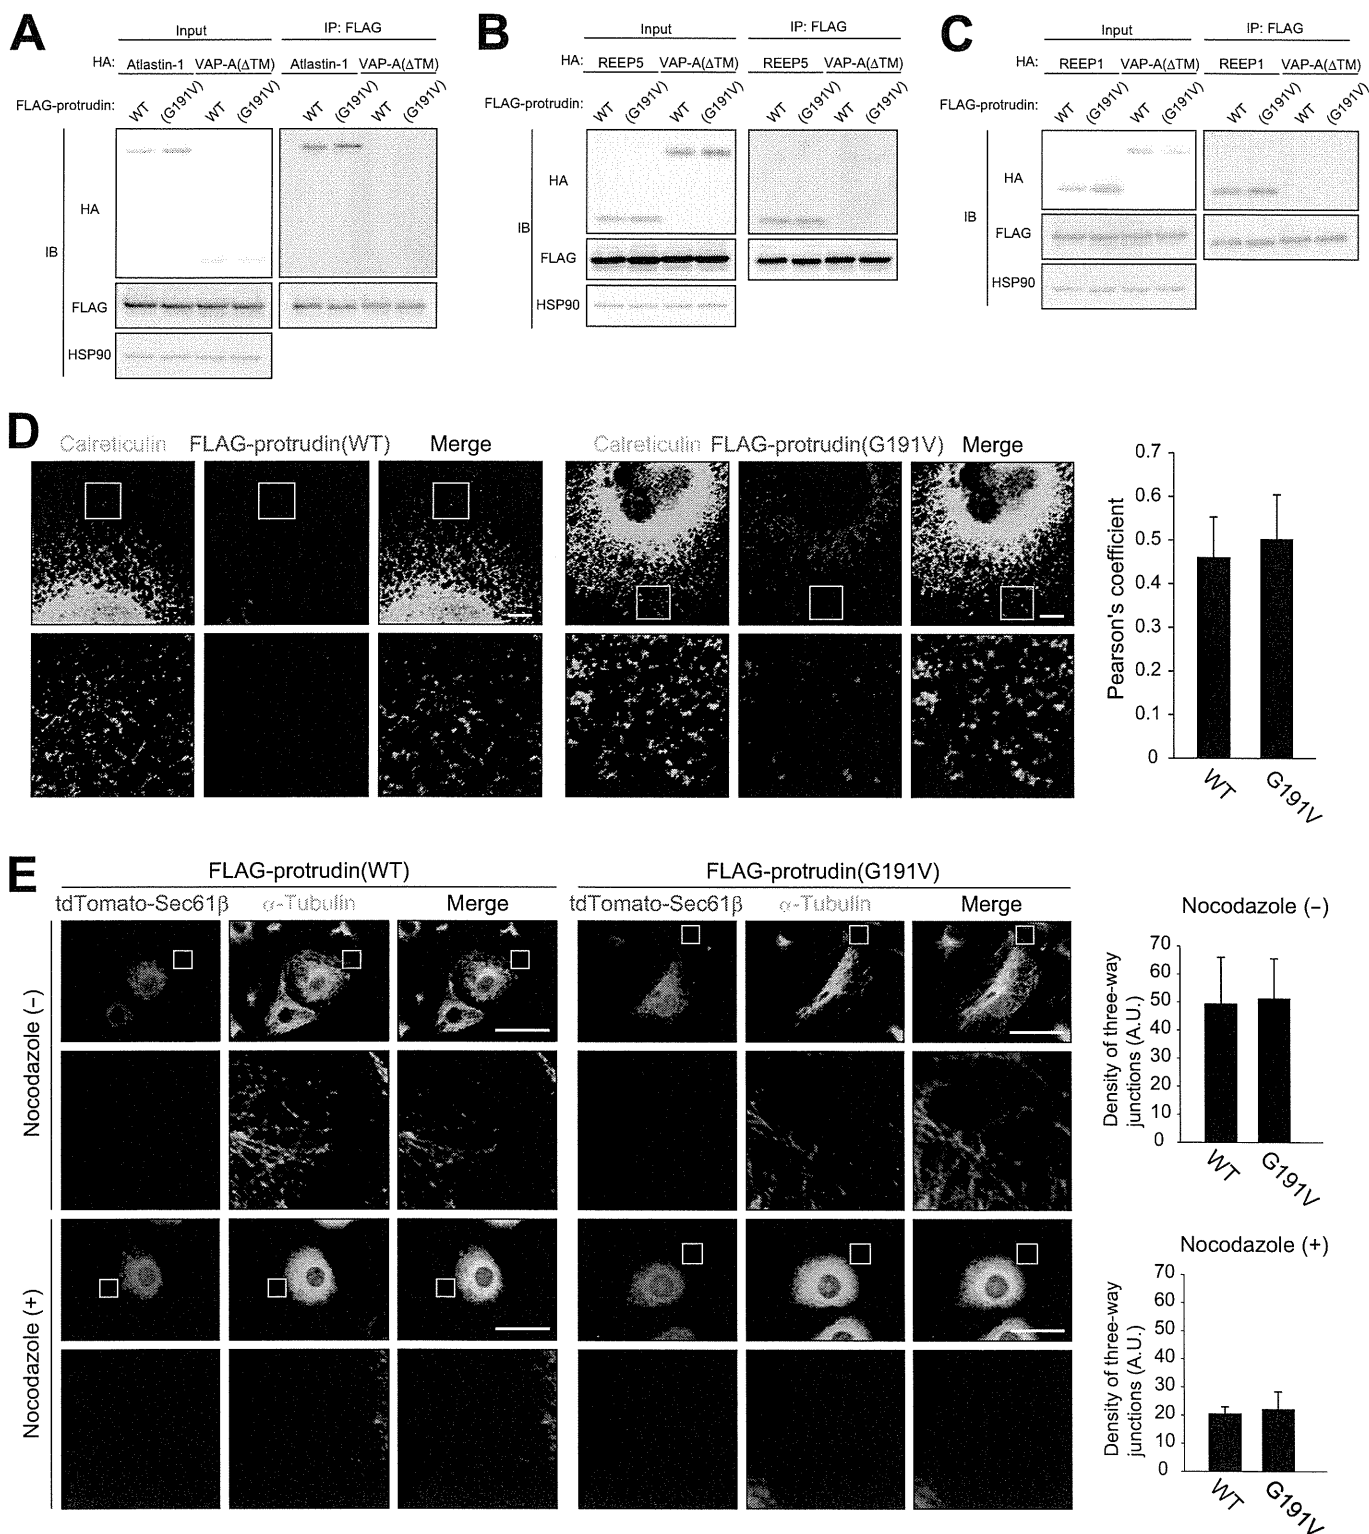 A
Input
IP: FLAG
HA:
Atlastin-1
VAP-A(ΔTM)
Atlastin-1
VAP-A(ΔTM)
FLAG-protrudin:
WT
(G191V)
WT
(G191V)
WT
(G191V)
WT
(G191V)
IB
HA
FLAG
HSP90
B
Input
IP: FLAG
HA:
REEP5
VAP-A(ΔTM)
REEP5
VAP-A(ΔTM)
FLAG-protrudin:
WT
(G191V)
WT
(G191V)
WT
(G191V)
WT
(G191V)
IB
HA
FLAG
HSP90
C
Input
IP: FLAG
HA:
REEP1
VAP-A(ΔTM)
REEP1
VAP-A(ΔTM)
FLAG-protrudin:
WT
(G191V)
WT
(G191V)
WT
(G191V)
WT
(G191V)
IB
HA
FLAG
HSP90
D
Calreticulin
FLAG-protrudin(WT)
Merge
Calreticulin
FLAG-protrudin(G191V)
Merge
Pearson's coefficient
0.7
0.6
0.5
0.4
0.3
0.2
0.1
0
WT
G191V
E
FLAG-protrudin(WT)
FLAG-protrudin(G191V)
tdTomato-Sec61β
α-Tubulin
Merge
tdTomato-Sec61β
α-Tubulin
Merge
Nocodazole (–)
Nocodazole (+)
Nocodazole (–)
Density of three-way
junctions (A.U.)
70
60
50
40
30
20
10
0
WT
G191V
Nocodazole (+)
Density of three-way
junctions (A.U.)
70
60
50
40
30
20
10
0
WT
G191V